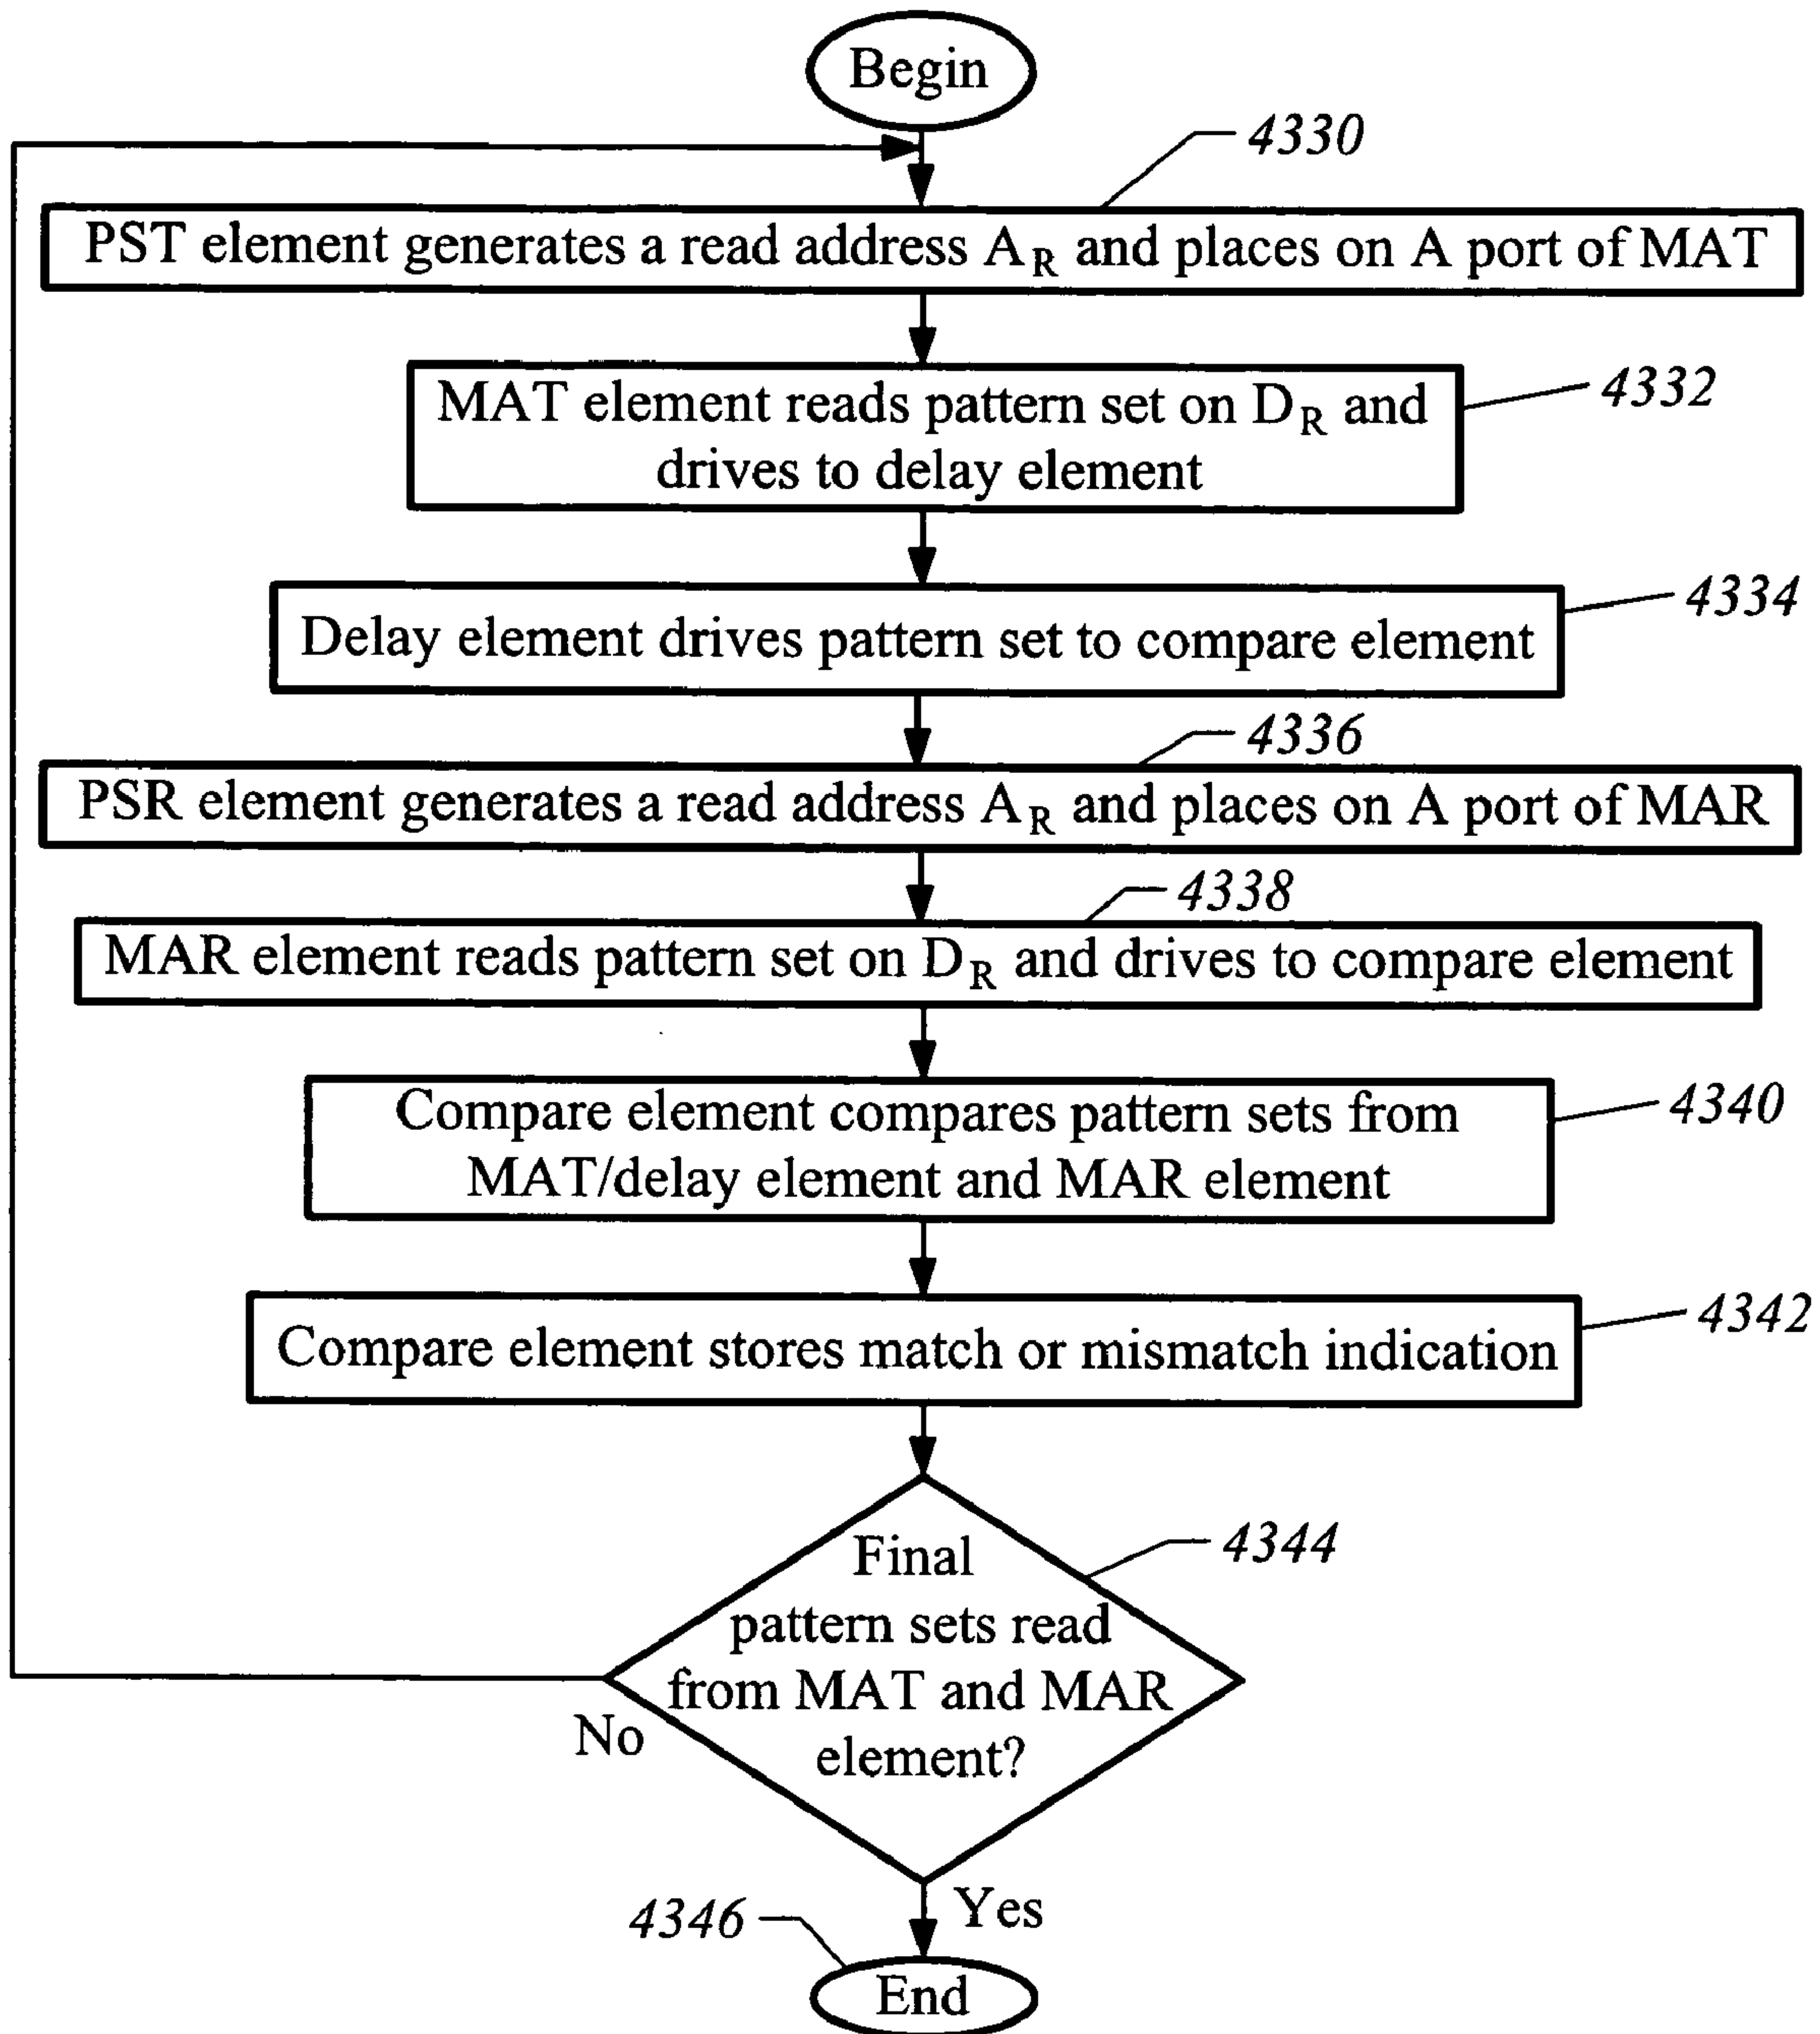 Begin
4330
PST element generates a read address A_R and places on A port of MAT
MAT element reads pattern set on D_R and
drives to delay element
4332
Delay element drives pattern set to compare element
4334
4336
PSR element generates a read address A_R and places on A port of MAR
4338
MAR element reads pattern set on D_R and drives to compare element
Compare element compares pattern sets from
MAT/delay element and MAR element
4340
Compare element stores match or mismatch indication
4342
Final
pattern sets read
from MAT and MAR
element?
4344
No
Yes
4346
End